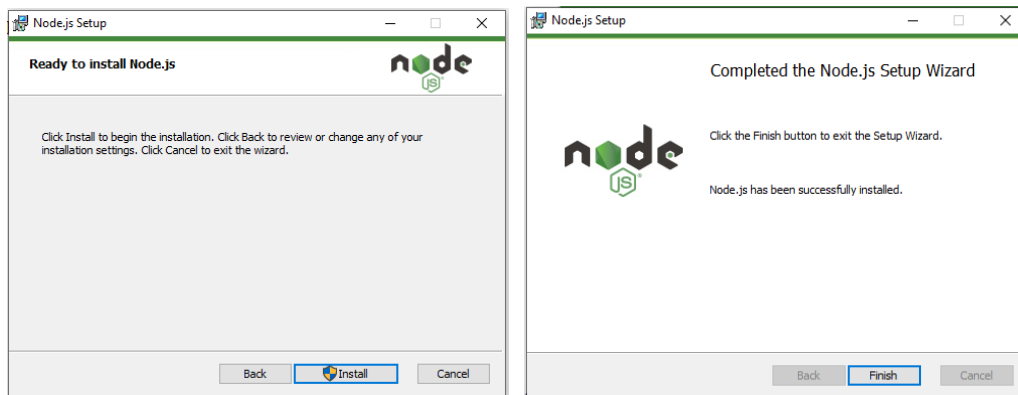 Node.js Setup
Ready to install Node.js
node
JS
Click Install to begin the installation. Click Back to review or change any of your
installation settings. Click Cancel to exit the wizard.
Back
Install
Cancel
Node.js Setup
Completed the Node.js Setup Wizard
node
JS
Click the Finish button to exit the Setup Wizard.
Node.js has been successfully installed.
Back
Finish
Cancel